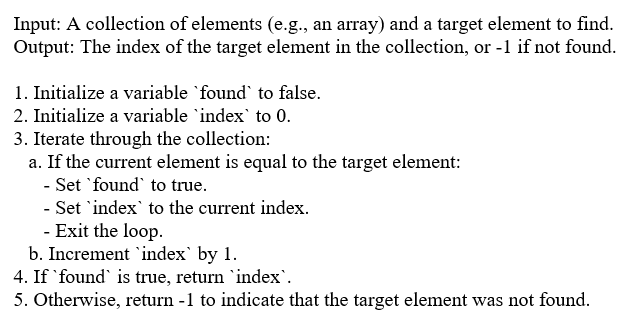 Input: A collection of elements (e.g., an array) and a target element to find.
Output: The index of the target element in the collection, or -1 if not found.

1. Initialize a variable `found` to false.
2. Initialize a variable `index` to 0.
3. Iterate through the collection:
a. If the current element is equal to the target element:
- Set `found` to true.
- Set `index` to the current index.
- Exit the loop.
b. Increment `index` by 1.
4. If `found` is true, return `index`.
5. Otherwise, return -1 to indicate that the target element was not found.